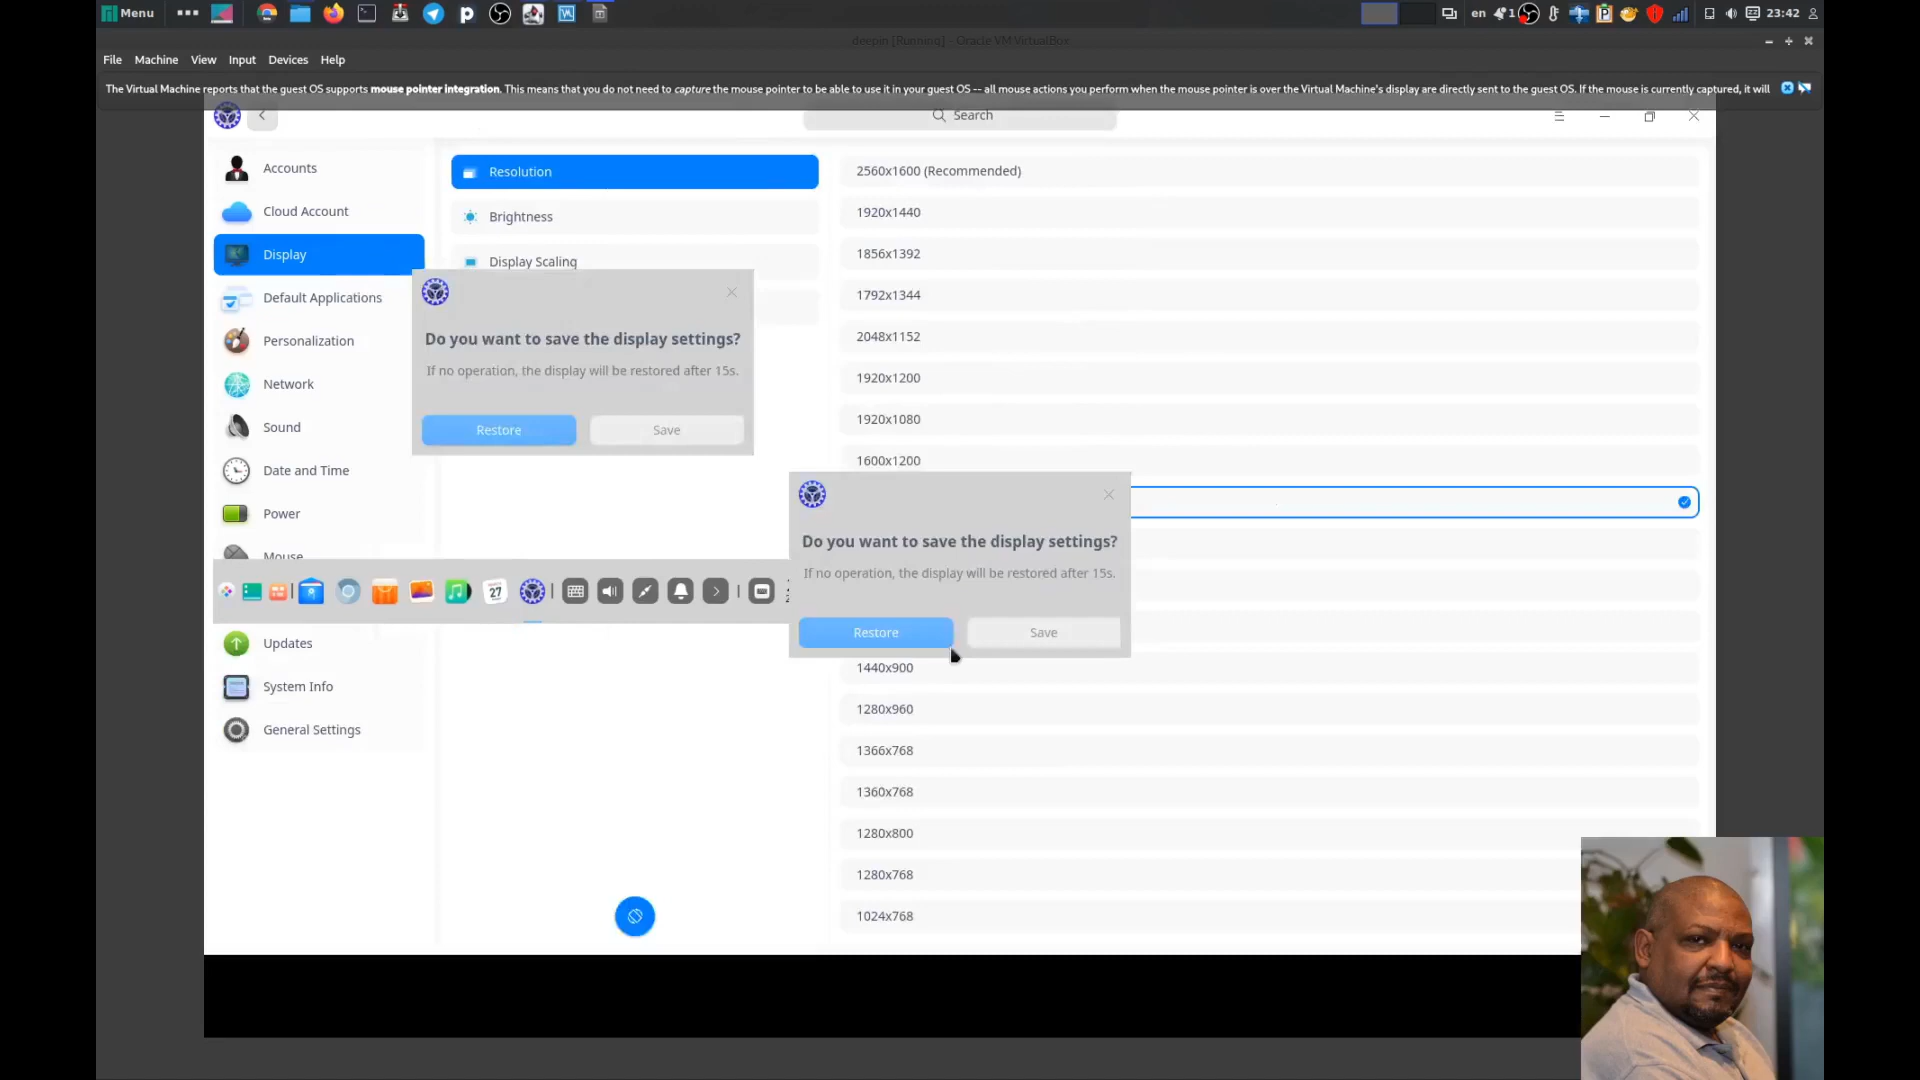 Menu
en
1
23:42
deepin [Running] - Oracle VM VirtualBox
File Machine View Input Devices Help
The Virtual Machine reports that the guest OS supports mouse pointer integration. This means that you do not need to capture the mouse pointer to be able to use it in your guest OS -- all mouse actions you perform when the mouse pointer is over the Virtual Machine's display are directly sent to the guest OS. If the mouse is currently captured, it will
Search
Accounts
Cloud Account
Display
Default Applications
Personalization
Network
Sound
Date and Time
Power
Mouse
Updates
System Info
General Settings
Resolution
Brightness
Display Scaling
Do you want to save the display settings?
If no operation, the display will be restored after 15s.
Restore
Save
27
Do you want to save the display settings?
If no operation, the display will be restored after 15s.
Restore
Save
2560x1600 (Recommended)
1920x1440
1856x1392
1792x1344
2048x1152
1920x1200
1920x1080
1600x1200
1440x900
1280x960
1366x768
1360x768
1280x800
1280x768
1024x768